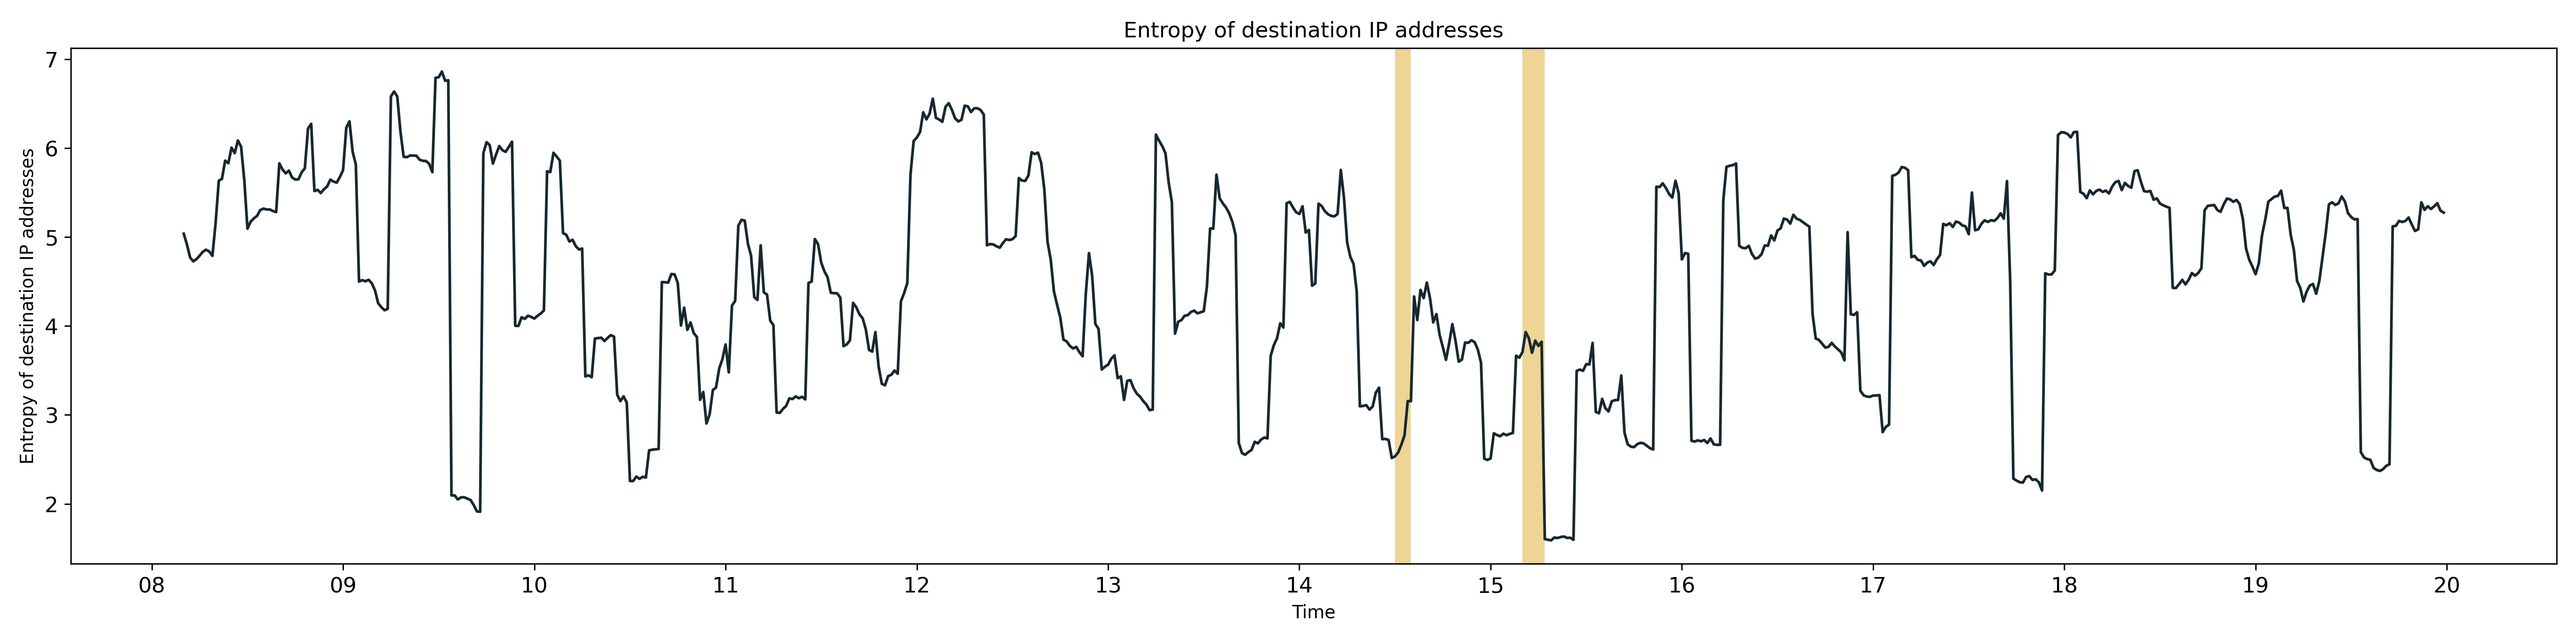 Entropy of destination IP addresses
Entropy of destination IP addresses
7
6
5
4
3
2
08 09 10 11 12 13 14 15 16 17 18 19 20
Time